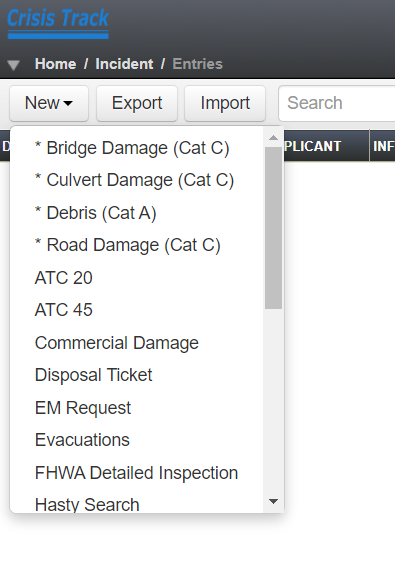 Crisis Track
Home / Incident / Entries
New Export Import Search
D PLICANT INF
* Bridge Damage (Cat C)
* Culvert Damage (Cat C)
* Debris (Cat A)
* Road Damage (Cat C)
ATC 20
ATC 45
Commercial Damage
Disposal Ticket
EM Request
Evacuations
FHWA Detailed Inspection
Hasty Search